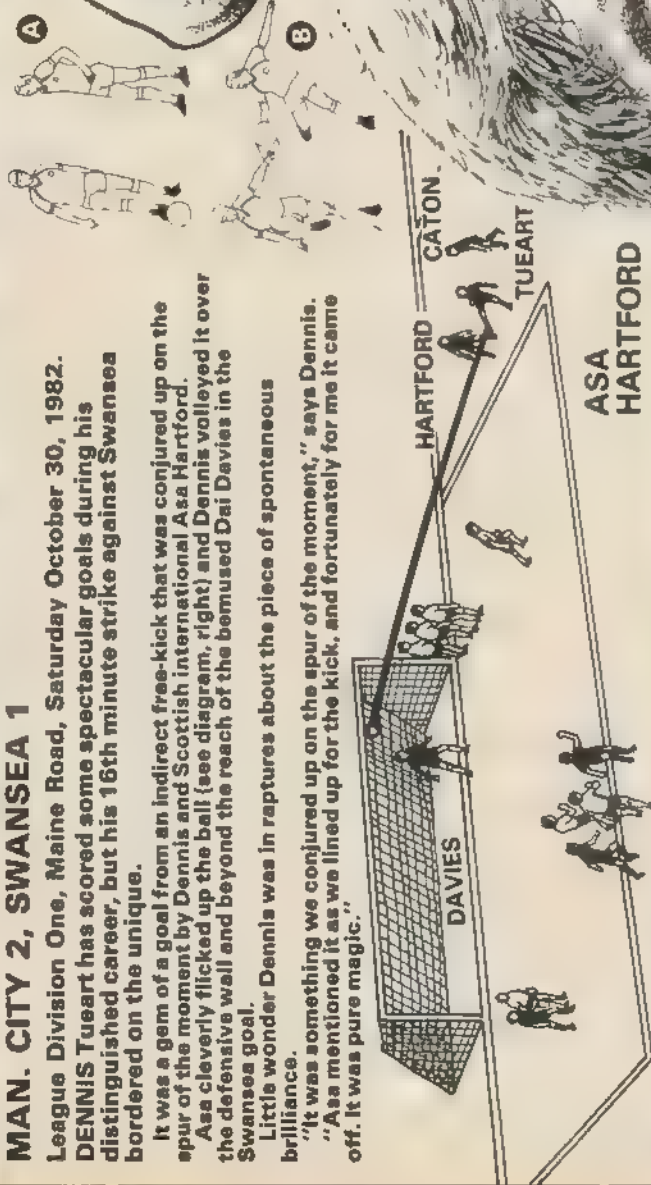 MAN. CITY 2, SWANSEA 1
League Division One, Maine Road, Saturday October 30, 1982.
DENNIS Tueart has scored some spectacular goals during his
distinguished career, but his 16th minute strike against Swansea
bordered on the unique.
It was a gem of a goal from an indirect free-kick that was conjured up on the
spur of the moment by Dennis and Scottish international Asa Hartford.
Asa cleverly flicked up the ball (see diagram, right) and Dennis volleyed it over
the defensive wall and beyond the reach of the bemused Dai Davies in the
Swansea goal.
Little wonder Dennis was in raptures about the piece of spontaneous
brilliance.
"It was something we conjured up on the spur of the moment," says Dennis.
"Asa mentioned it as we lined up for the kick, and fortunately for me it came
off. It was pure magic."
A
B
DAVIES
HARTFORD
CATON
TUEART
ASA
HARTFORD